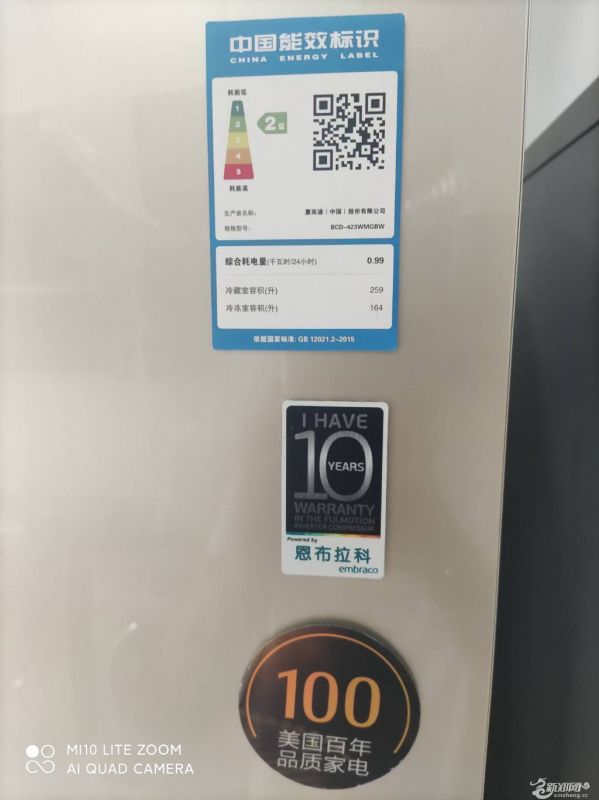 中国能效标识
CHINA ENERGY LABEL
耗能低
1
2
3
4
5
耗能高
2级
生产者名称: 惠而浦(中国)股份有限公司
规格型号: BCD-423WMGBW
综合耗电量(千瓦时/24小时) 0.99
冷藏室容积(升) 259
冷冻室容积(升) 164
依据国家标准: GB 12021.2-2015
I HAVE
10
YEARS
WARRANTY
IN THE FULMOTION
INVERTER COMPRESSOR
Powered by
恩布拉科
embraco
100
美国百年
品质家电
MI10 LITE ZOOM
AI QUAD CAMERA
新郑网
xinzheng.cc